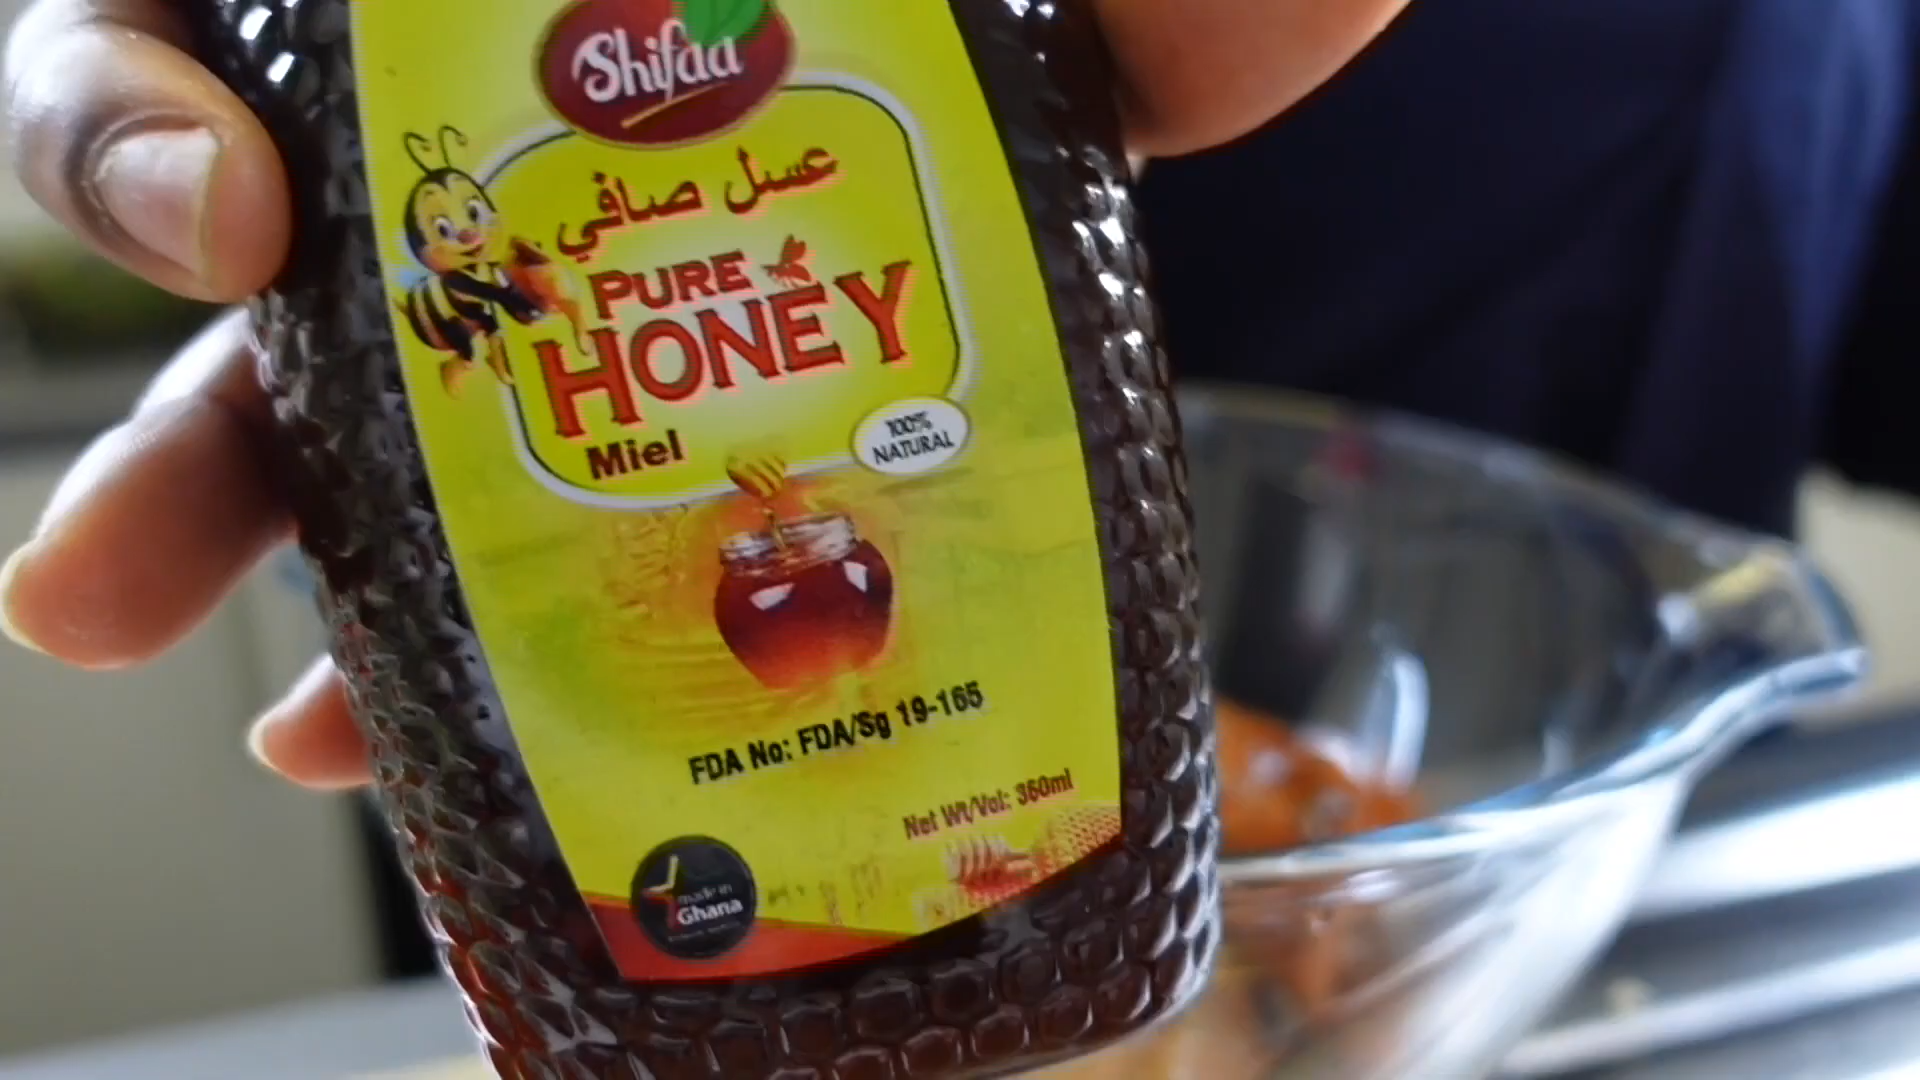 Shifaa
عسل صافي
PURE
HONEY
Miel
100%
NATURAL
FDA No: FDA/Sg 19-165
Net Wt/Vol: 360ml
made in
Ghana